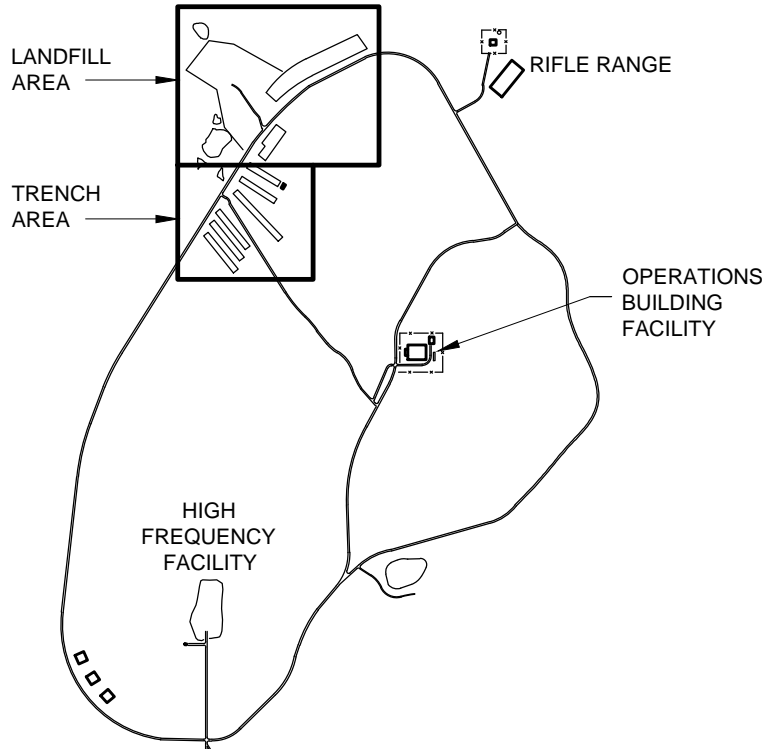 LANDFILL
AREA
RIFLE RANGE
TRENCH
AREA
OPERATIONS
BUILDING
FACILITY
HIGH
FREQUENCY
FACILITY